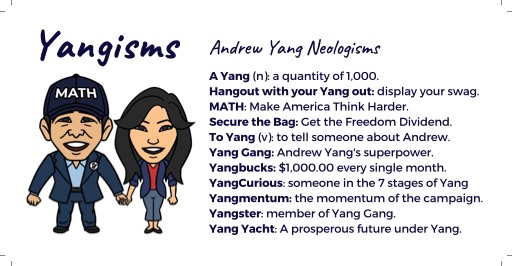 Yangisms
Andrew Yang Neologisms
MATH
A Yang (n): a quantity of 1,000.
Hangout with your Yang out: display your swag.
MATH: Make America Think Harder.
Secure the Bag: Get the Freedom Dividend.
To Yang (v): to tell someone about Andrew.
Yang Gang: Andrew Yang's superpower.
Yangbucks: $1,000.00 every single month.
YangCurious: someone in the 7 stages of Yang
Yangmentum: the momentum of the campaign.
Yangster: member of Yang Gang.
Yang Yacht: A prosperous future under Yang.